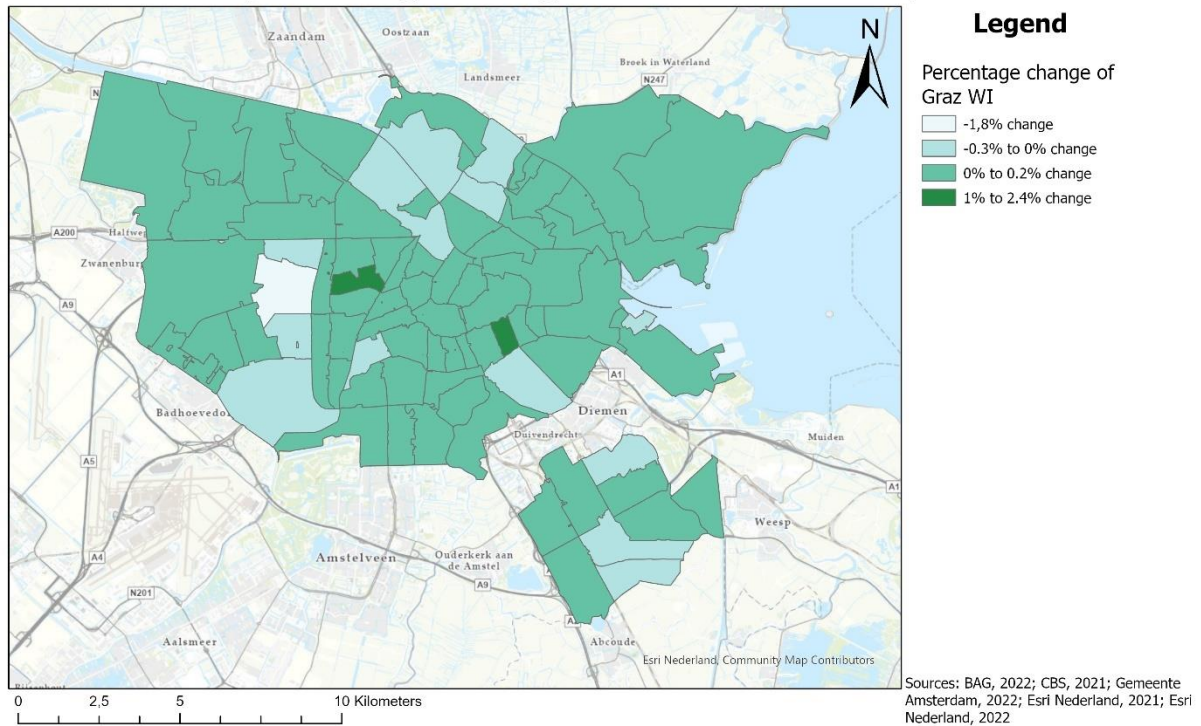 Zaandam
Oostzaan
Landsmeer
Broek in Waterland
N247
N
N
A200
Halfweg
Zwanenburg
A9
Badhoevedor
A5
A4
A1
Diemen
Duivendrecht
Muiden
A1
Weesp
Amstelveen
Ouderkerk aan
de Amstel
A9
N201
Aalsmeer
Abcoude
Esri Nederland, Community Map Contributors
0 2,5 5 10 Kilometers
Legend
Percentage change of
Graz WI
-1,8% change
-0.3% to 0% change
0% to 0.2% change
1% to 2.4% change
Sources: BAG, 2022; CBS, 2021; Gemeente
Amsterdam, 2022; Esri Nederland, 2021; Esri
Nederland, 2022